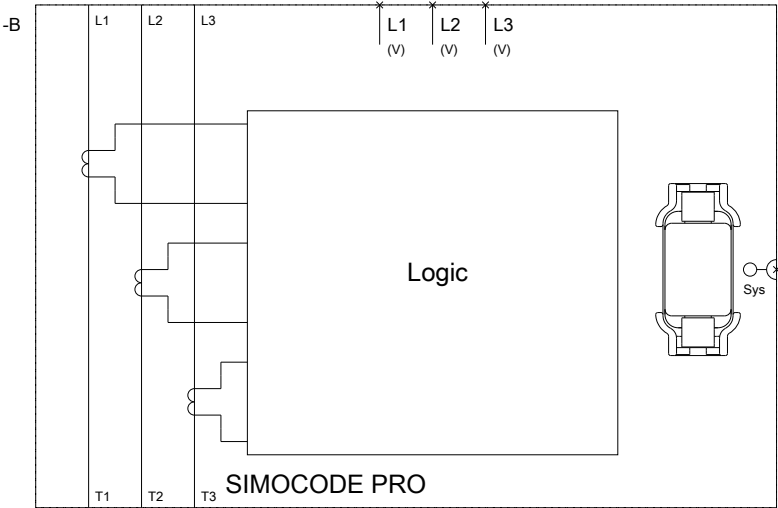 -B
L1 L2 L3
L1 L2 L3
(V) (V) (V)
Logic
Sys
T1 T2 T3
SIMOCODE PRO